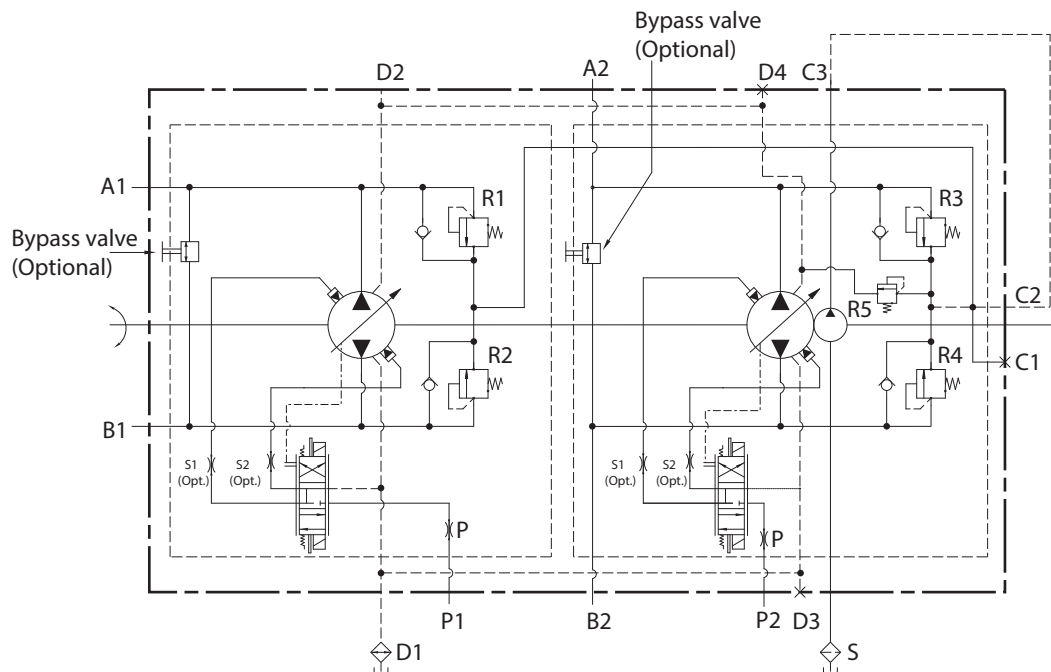 Bypass valve
(Optional)
D2
A2
D4
C3
A1
R1
R3
Bypass valve
(Optional)
C2
R5
R2
R4
C1
B1
S1
(Opt.)
S2
(Opt.)
S1
(Opt.)
S2
(Opt.)
P
P
P1
B2
P2
D3
D1
S